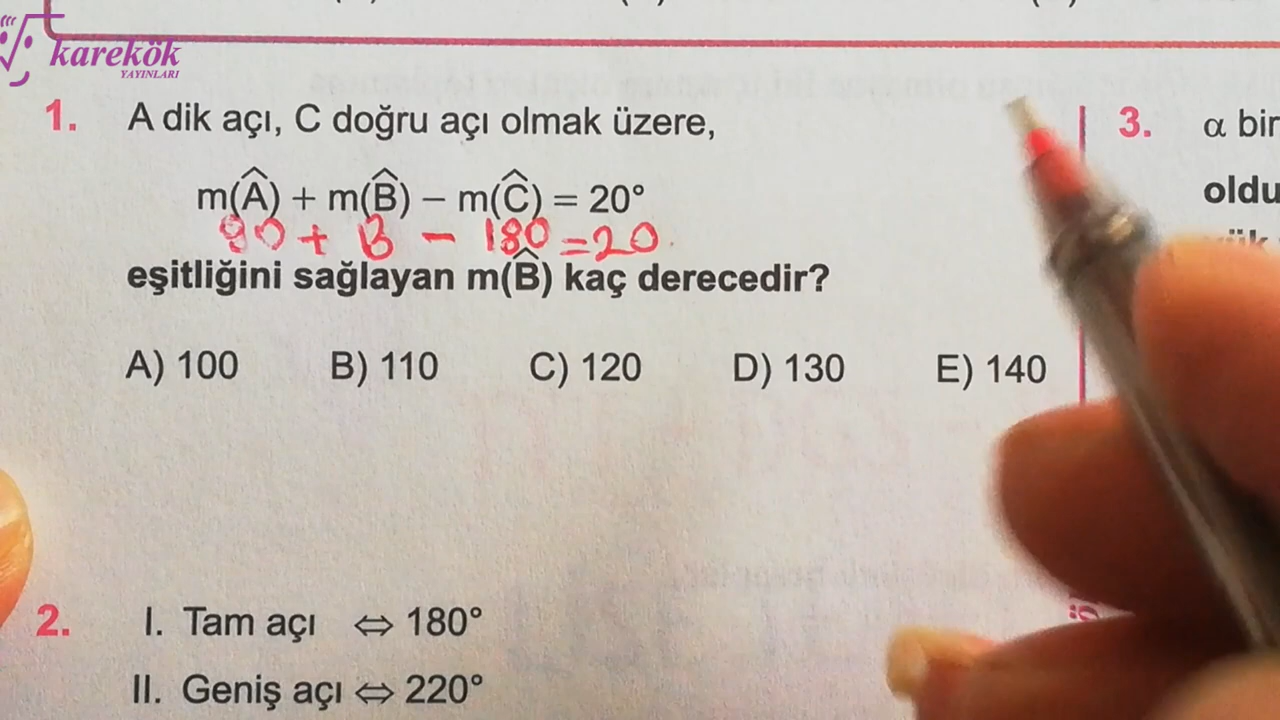 karekök
YAYINLARI
1. A dik açı, C doğru açı olmak üzere,
m(Â) + m(B̂) − m(Ĉ) = 20°
90 + B − 180 = 20
eşitliğini sağlayan m(B̂) kaç derecedir?
A) 100 B) 110 C) 120 D) 130 E) 140
2. I. Tam açı ⇔ 180°
II. Geniş açı ⇔ 220°
3. α bir
oldu